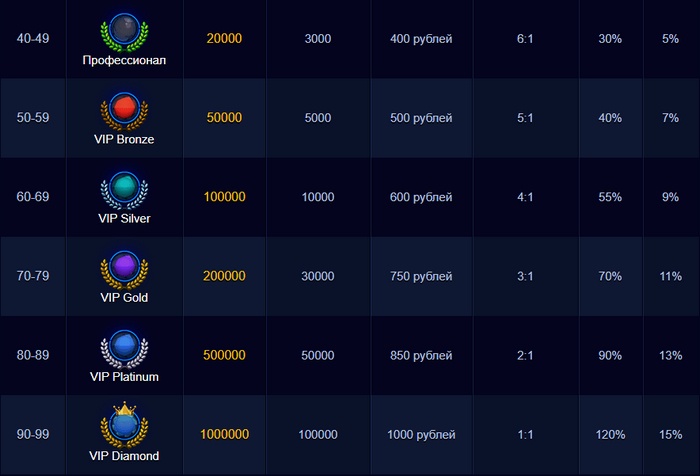 40-49 Профессионал 20000 3000 400 рублей 6:1 30% 5%
50-59 VIP Bronze 50000 5000 500 рублей 5:1 40% 7%
60-69 VIP Silver 100000 10000 600 рублей 4:1 55% 9%
70-79 VIP Gold 200000 30000 750 рублей 3:1 70% 11%
80-89 VIP Platinum 500000 50000 850 рублей 2:1 90% 13%
90-99 VIP Diamond 1000000 100000 1000 рублей 1:1 120% 15%